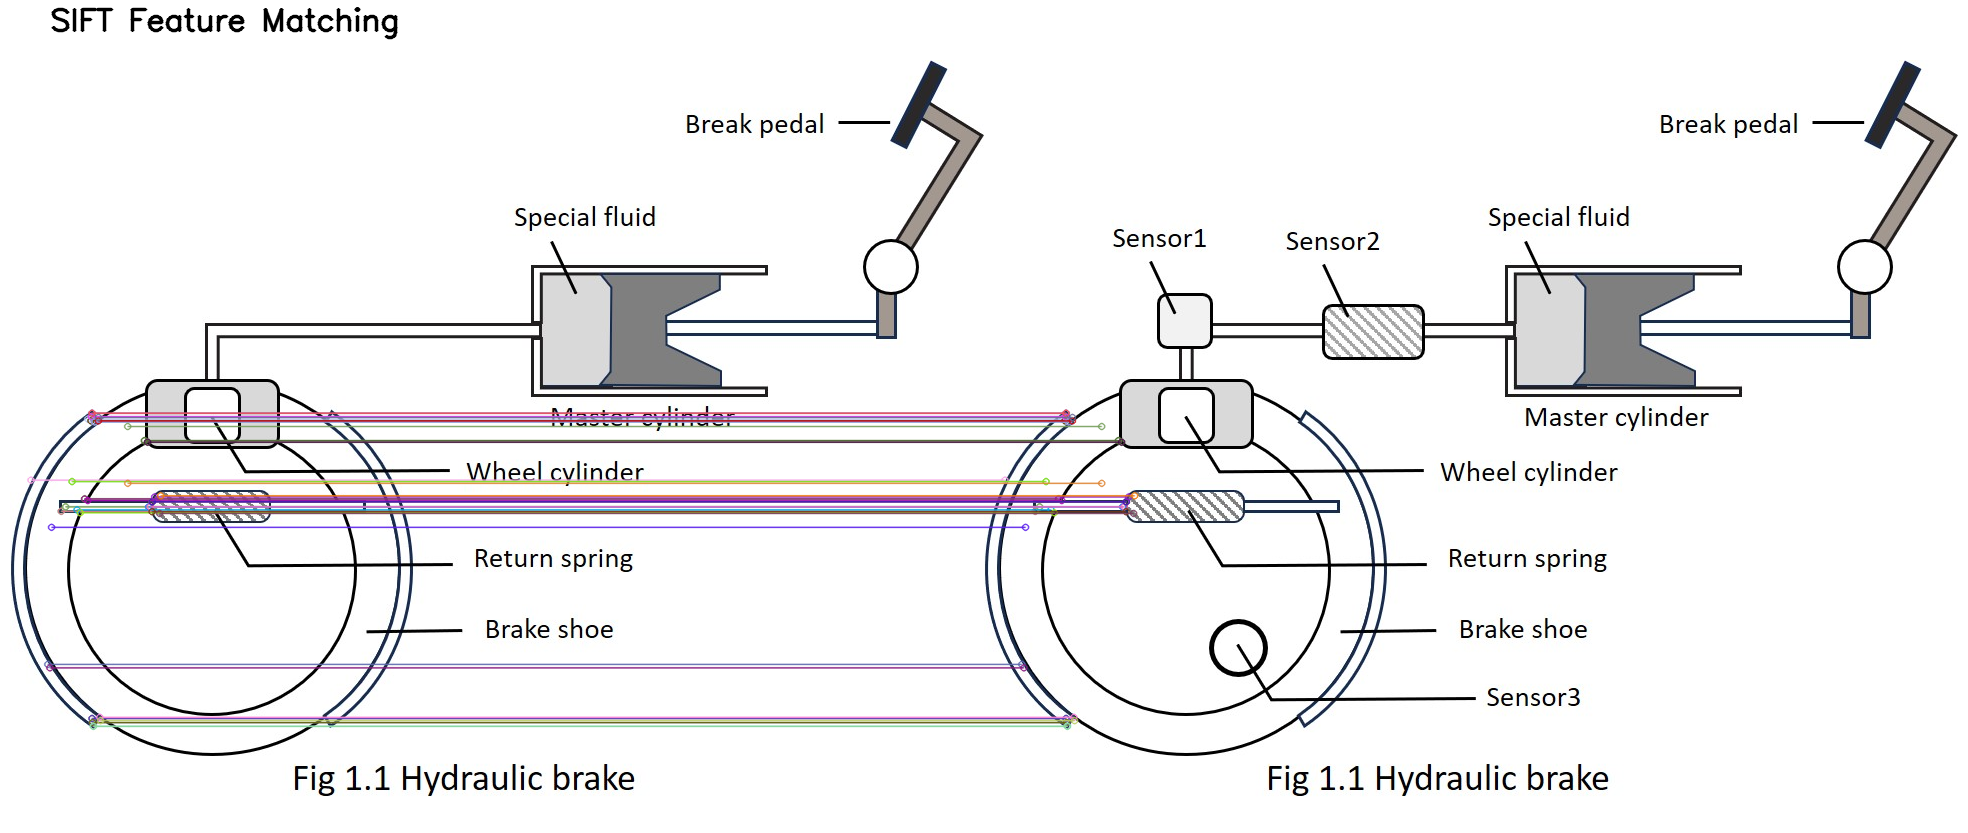 SIFT Feature Matching
Break pedal
Special fluid
Master cylinder
Wheel cylinder
Return spring
Brake shoe
Fig 1.1 Hydraulic brake
Break pedal
Special fluid
Sensor1
Sensor2
Master cylinder
Wheel cylinder
Return spring
Brake shoe
Sensor3
Fig 1.1 Hydraulic brake